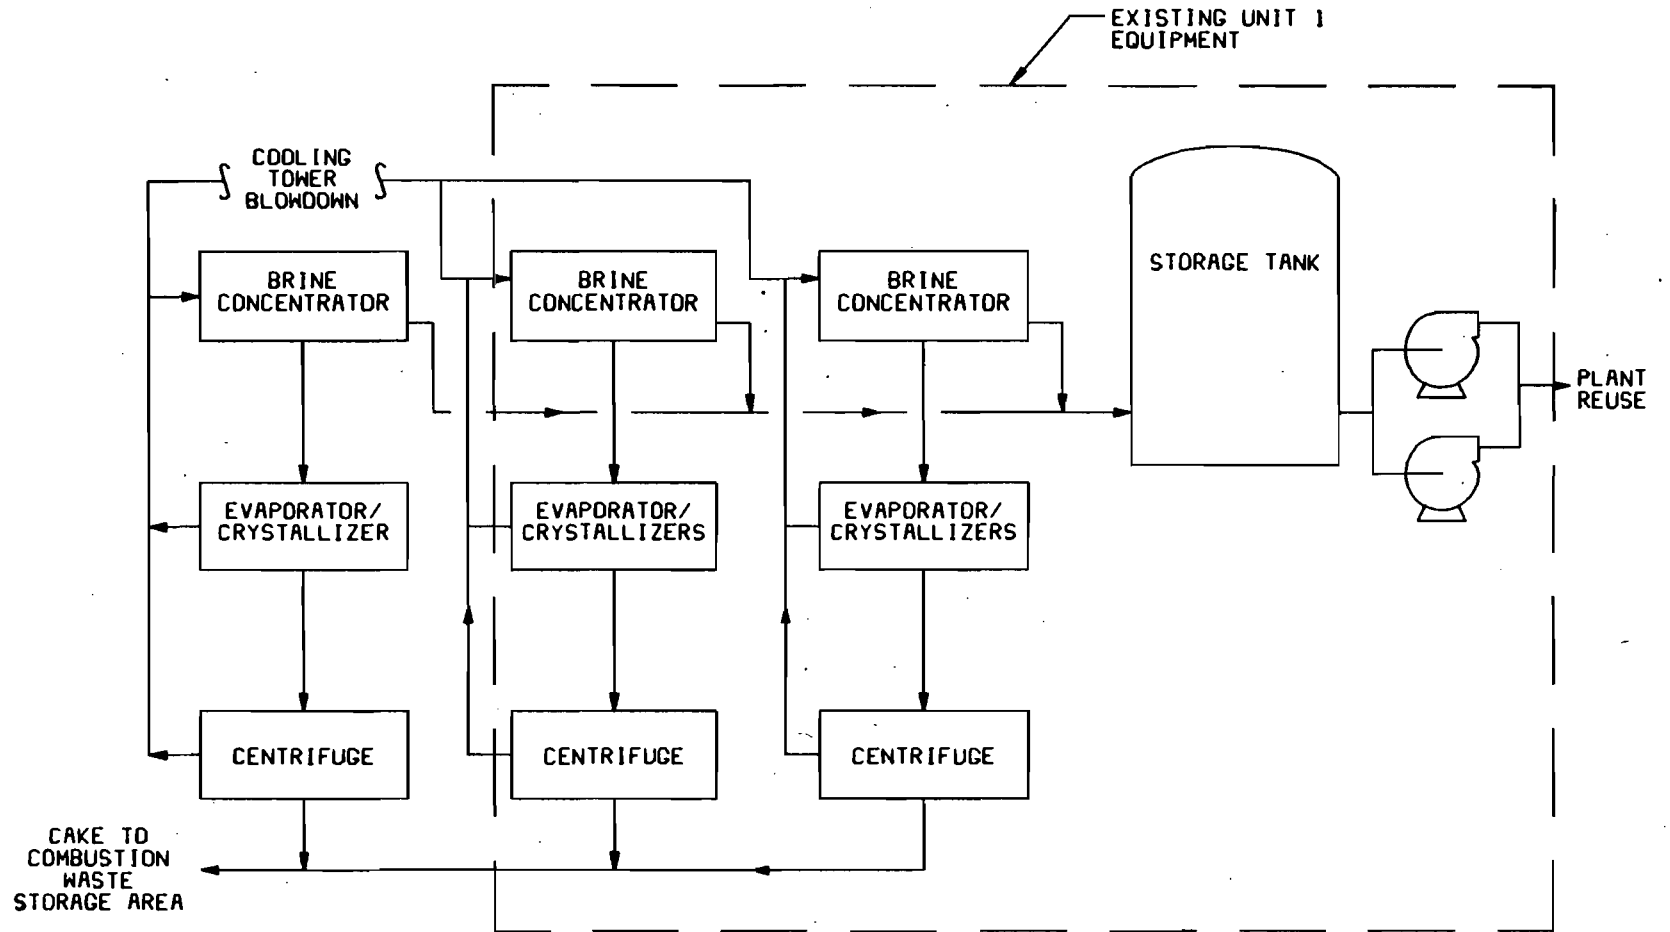 EXISTING UNIT 1
EQUIPMENT
COOLING
TOWER
BLOWDOWN
BRINE
CONCENTRATOR
BRINE
CONCENTRATOR
BRINE
CONCENTRATOR
STORAGE TANK
PLANT
REUSE
EVAPORATOR/
CRYSTALLIZER
EVAPORATOR/
CRYSTALLIZERS
EVAPORATOR/
CRYSTALLIZERS
CENTRIFUGE
CENTRIFUGE
CENTRIFUGE
CAKE TO
COMBUSTION
WASTE
STORAGE AREA